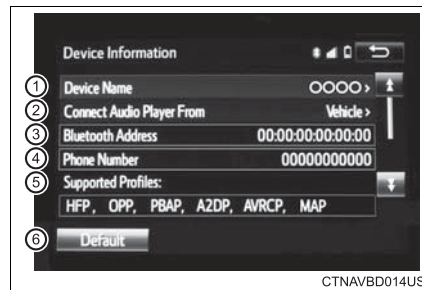 Device Information
① Device Name OOOO ›
② Connect Audio Player From Vehicle ›
③ Bluetooth Address 00:00:00:00:00:00
④ Phone Number 00000000000
⑤ Supported Profiles:
HFP, OPP, PBAP, A2DP, AVRCP, MAP
⑥ Default
CTNAVBD014US